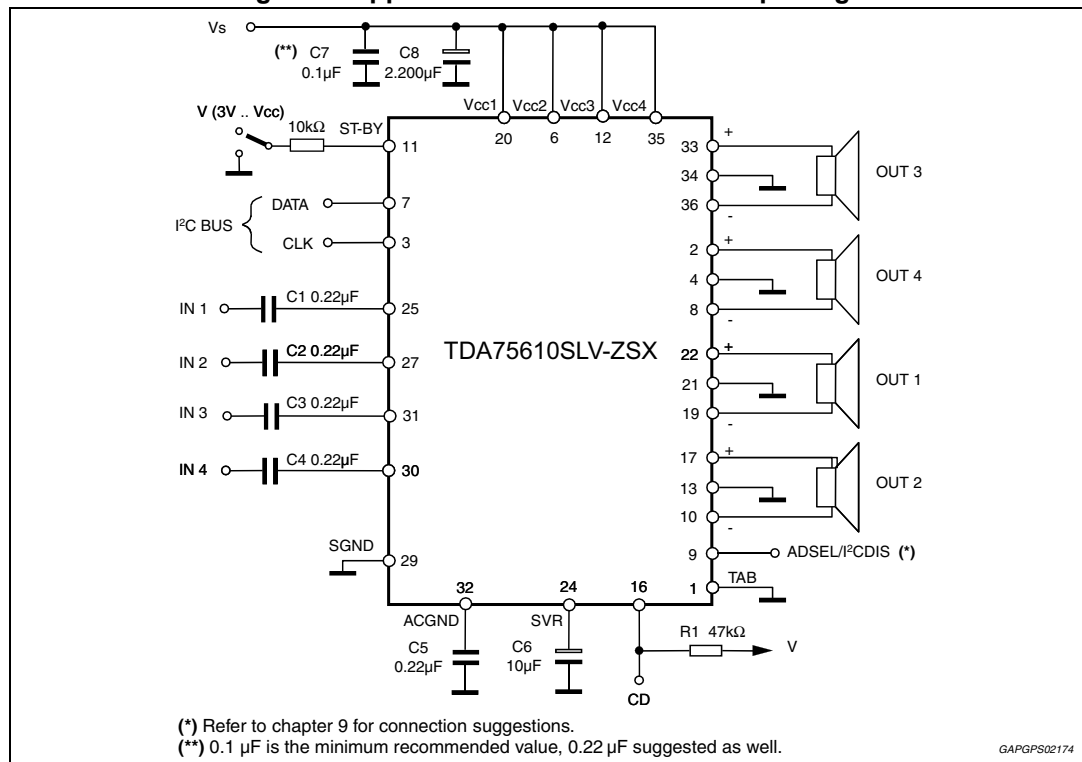 Vs
(**) C7
0.1µF
C8
2.200µF
Vcc1
Vcc2
Vcc3
Vcc4
20
6
12
35
V (3V .. Vcc)
10kΩ
ST-BY
11
I²C BUS
DATA
7
CLK
3
IN 1
C1 0.22µF
25
IN 2
C2 0.22µF
27
IN 3
C3 0.22µF
31
IN 4
C4 0.22µF
30
SGND
29
TDA75610SLV-ZSX
33
+
34
36
-
OUT 3
2
+
4
8
-
OUT 4
22
+
21
19
-
OUT 1
17
+
13
10
-
OUT 2
9
ADSEL/I²CDIS (*)
1
TAB
32
24
16
ACGND
SVR
C5
0.22µF
C6
10µF
R1 47kΩ
V
CD
(*) Refer to chapter 9 for connection suggestions.
(**) 0.1 µF is the minimum recommended value, 0.22 µF suggested as well.
GAPGPS02174